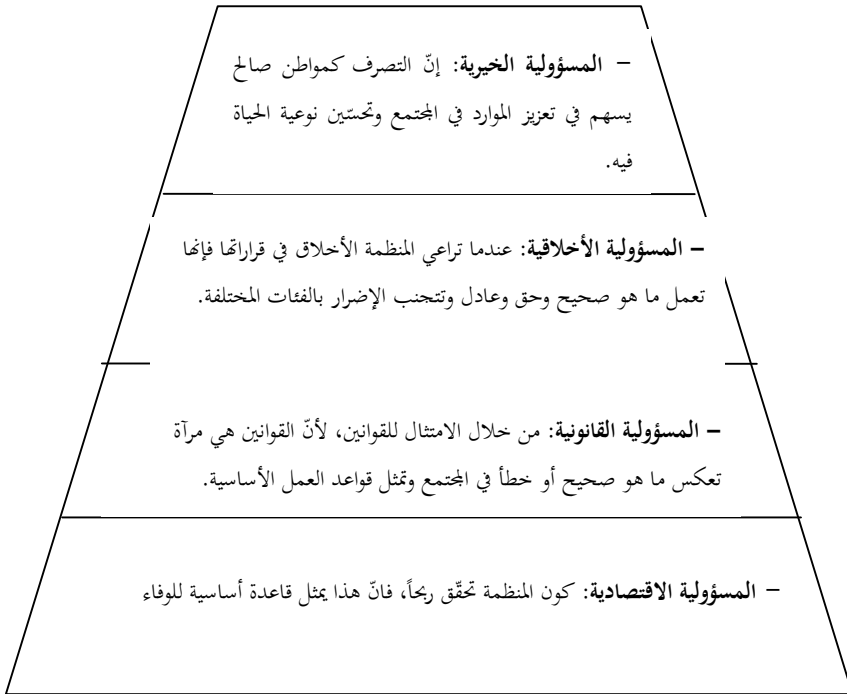 – المسؤولية الخيرية: إنّ التصرف كمواطن صالح
يسهم في تعزيز الموارد في المجتمع وتحسّين نوعية الحياة
فيه.
– المسؤولية الأخلاقية: عندما تراعي المنظمة الأخلاق في قراراتها فإنها
تعمل ما هو صحيح وحق وعادل وتتجنب الإضرار بالفئات المختلفة.
– المسؤولية القانونية: من خلال الامتثال للقوانين، لأنّ القوانين هي مرآة
تعكس ما هو صحيح أو خطأ في المجتمع وتمثل قواعد العمل الأساسية.
– المسؤولية الاقتصادية: كون المنظمة تحقّق ربحاً، فانّ هذا يمثل قاعدة أساسية للوفاء